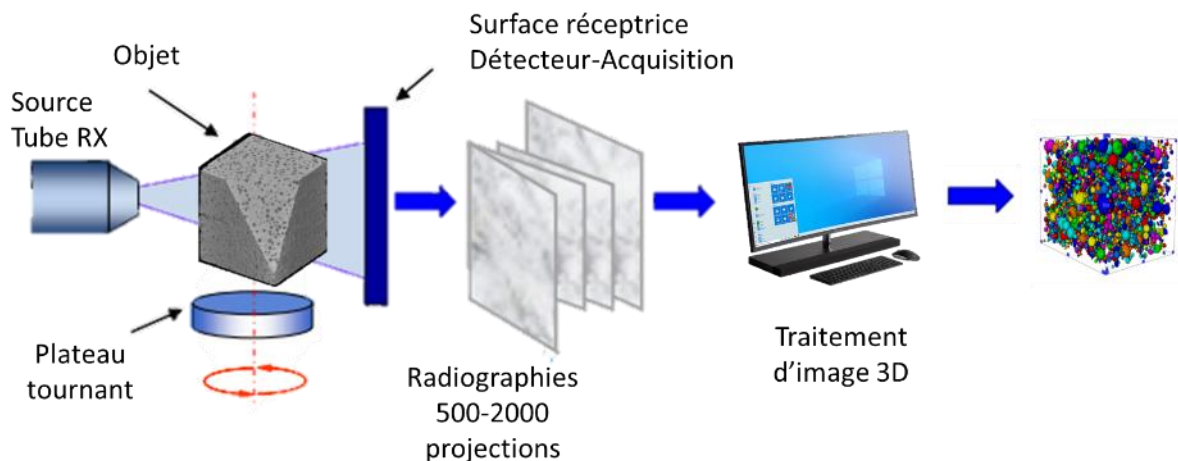 Objet
Source
Tube RX
Surface réceptrice
Détecteur-Acquisition
Plateau
tournant
Radiographies
500-2000
projections
Traitement
d’image 3D